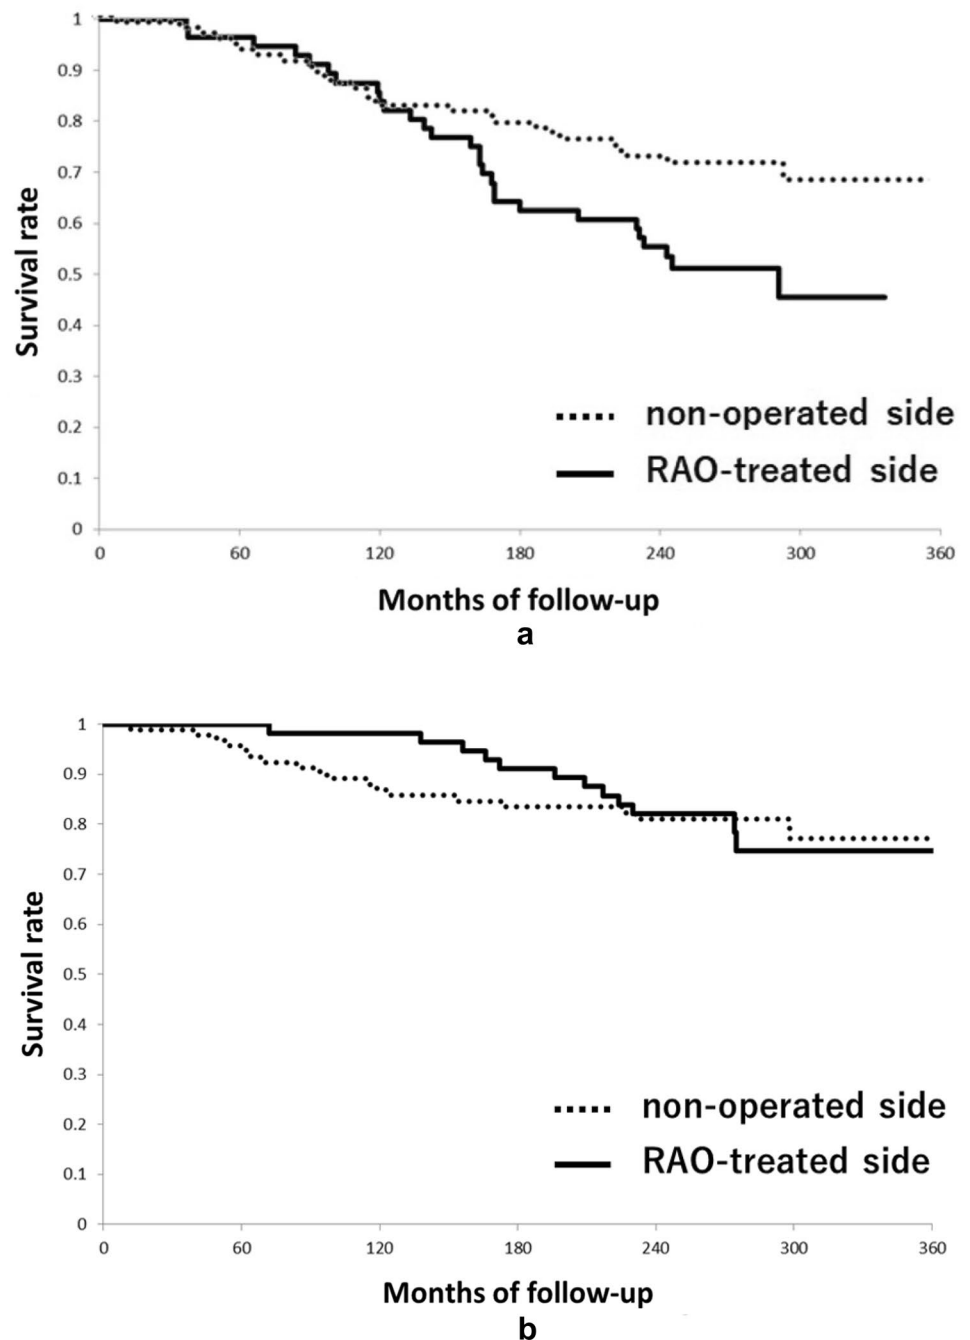 1
0.9
0.8
0.7
0.6
0.5
0.4
0.3
0.2
0.1
0
Survival rate
non-operated side
RAO-treated side
0 60 120 180 240 300 360
Months of follow-up
a
1
0.9
0.8
0.7
0.6
0.5
0.4
0.3
0.2
0.1
0
Survival rate
non-operated side
RAO-treated side
0 60 120 180 240 300 360
Months of follow-up
b